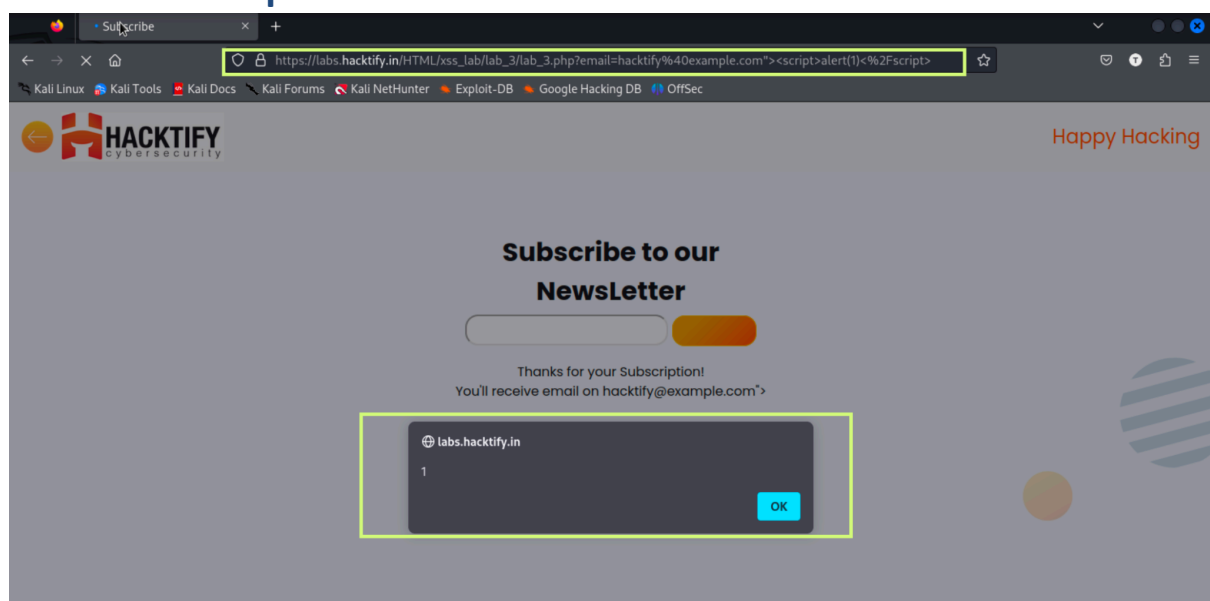 Subscribe × +
https://labs.hacktify.in/HTML/xss_lab/lab_3/lab_3.php?email=hacktify%40example.com"><script>alert(1)<%2Fscript>
Kali Linux Kali Tools Kali Docs Kali Forums Kali NetHunter Exploit-DB Google Hacking DB OffSec
HACKTIFY
cybersecurity
Happy Hacking
Subscribe to our
NewsLetter
Thanks for your Subscription!
You'll receive email on hacktify@example.com">
labs.hacktify.in
1
OK